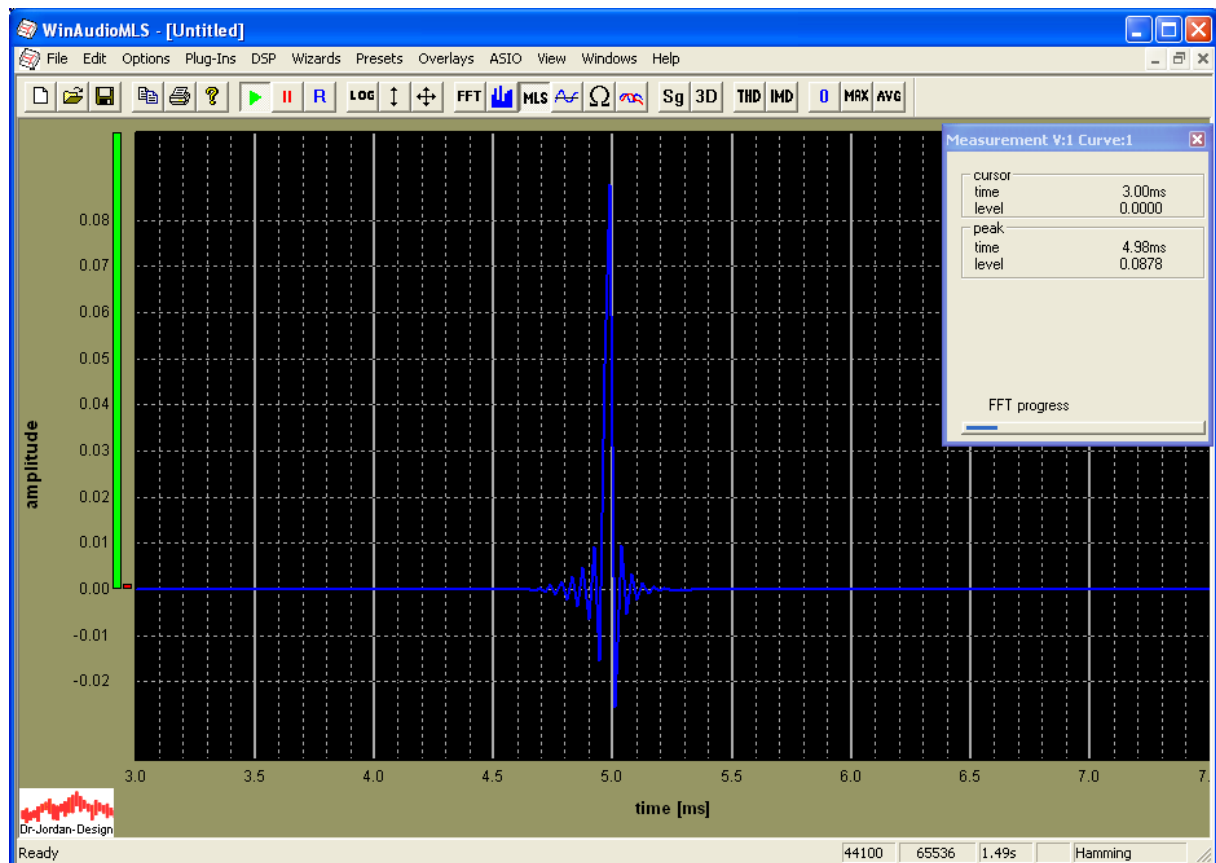 WinAudioMLS - [Untitled]
File Edit Options Plug-Ins DSP Wizards Presets Overlays ASIO View Windows Help
? R LOG FFT MLS Ω Sg 3D THD IMD 0 MAX AVG
Measurement V:1 Curve:1
cursor
time 3.00ms
level 0.0000
peak
time 4.98ms
level 0.0878
FFT progress
amplitude
0.08
0.07
0.06
0.05
0.04
0.03
0.02
0.01
0.00
-0.01
-0.02
3.0 3.5 4.0 4.5 5.0 5.5 6.0 6.5 7.0 7.
time [ms]
Dr-Jordan-Design
Ready 44100 65536 1.49s Hamming